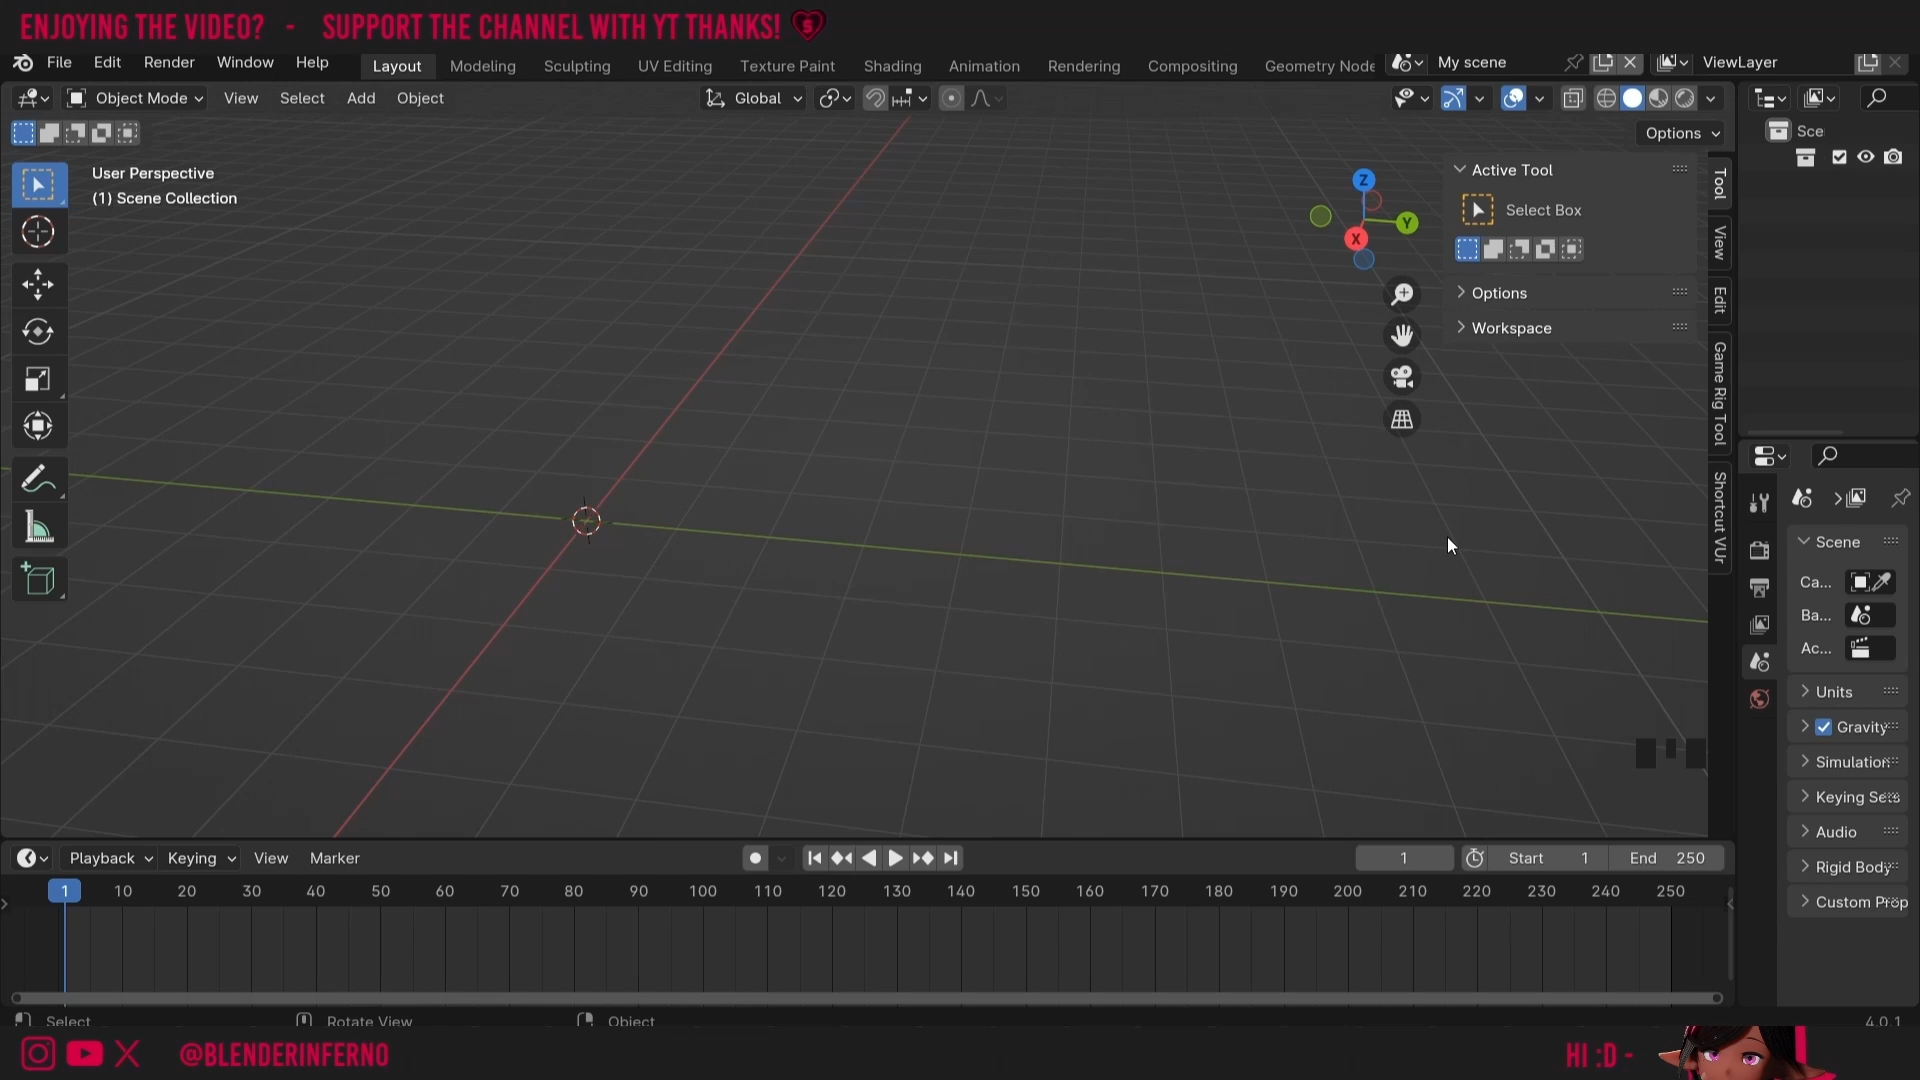 ENJOYING THE VIDEO? - SUPPORT THE CHANNEL WITH YT THANKS!
File Edit Render Window Help Layout Modeling Sculpting UV Editing Texture Paint Shading Animation Rendering Compositing Geometry Node My scene ViewLayer
Object Mode View Select Add Object Global
Options
User Perspective
(1) Scene Collection
Z
Y
X
Active Tool
Select Box
Options
Workspace
Tool
View
Edit
Game Rig Tool
Shortcut VUr
Sce
Scene
Ca...
Ba...
Ac...
Units
Gravity
Simulation
Keying Sets
Audio
Rigid Body
Custom Prop
Playback Keying View Marker 1 Start 1 End 250
1 10 20 30 40 50 60 70 80 90 100 110 120 130 140 150 160 170 180 190 200 210 220 230 240 250
Select Rotate View Object 4.0.1
@BLENDERINFERNO
HI :D -